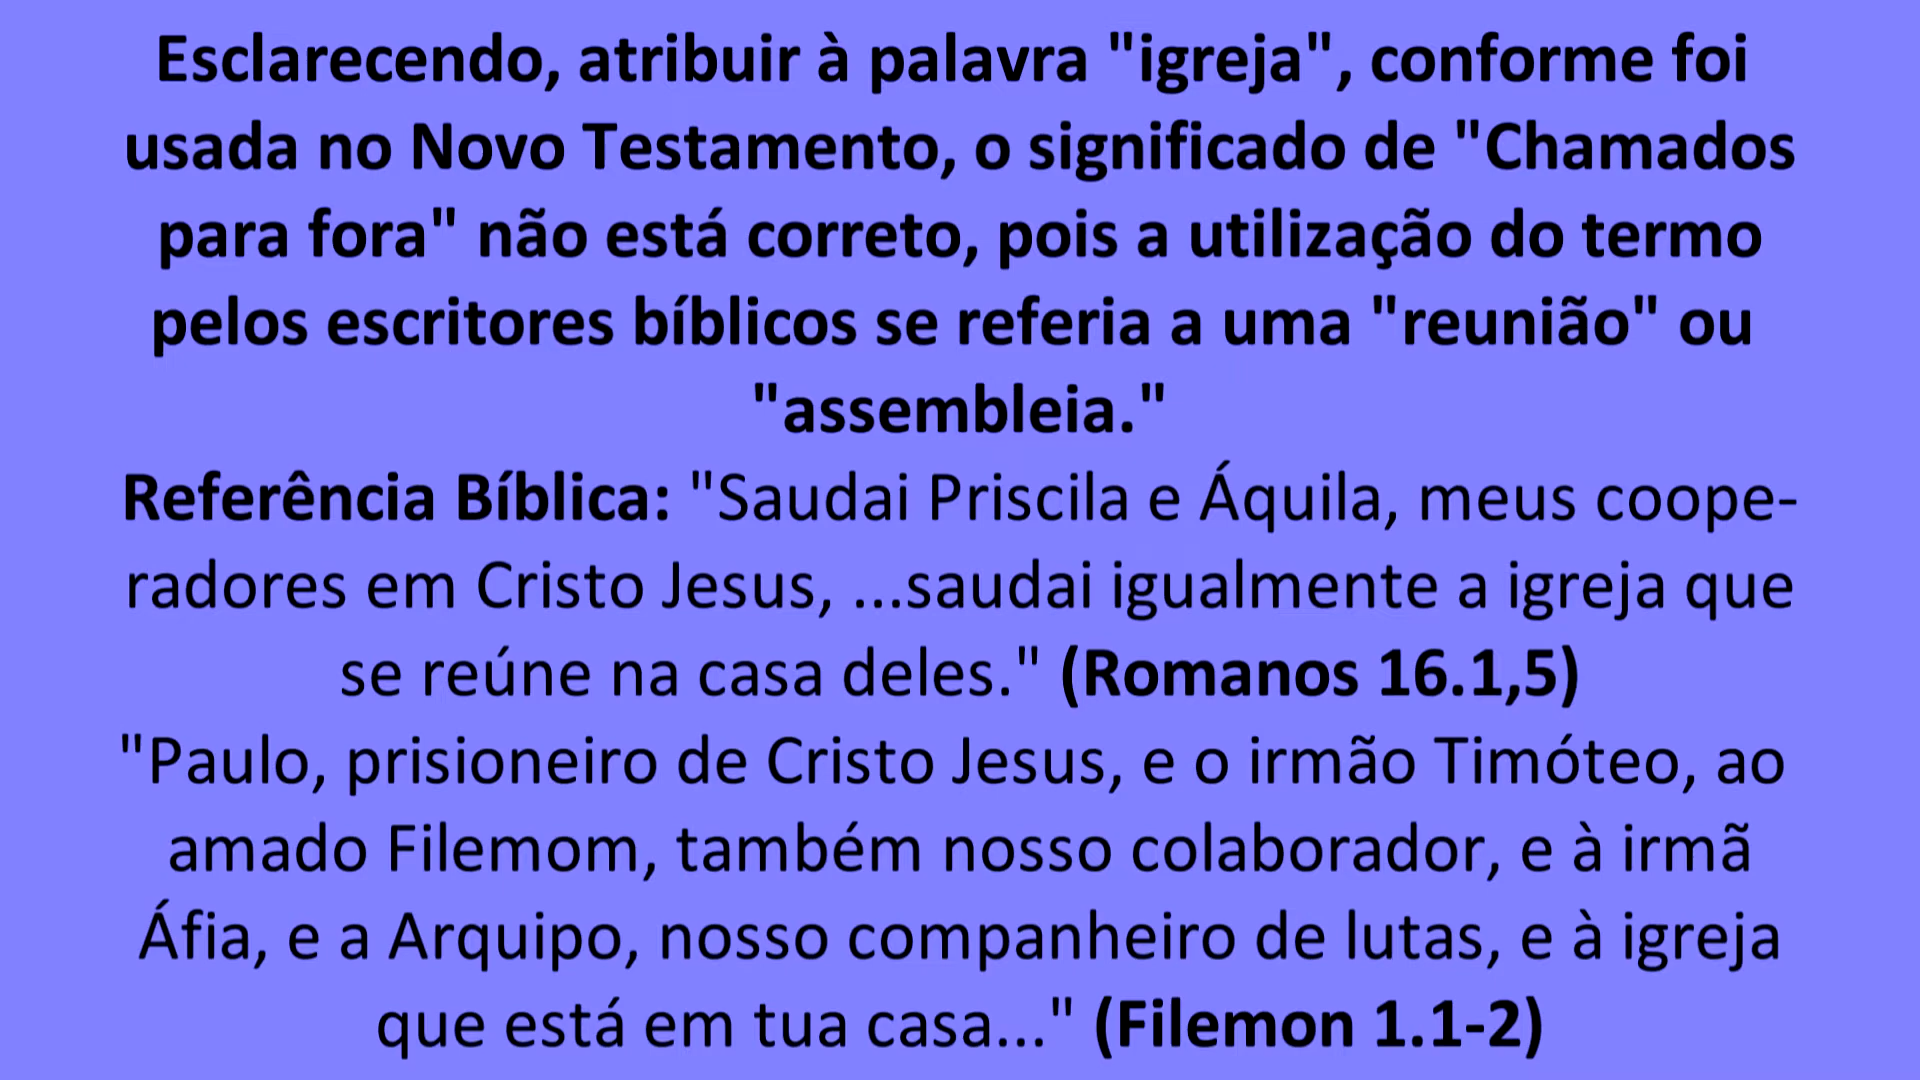 Esclarecendo, atribuir à palavra "igreja", conforme foi
usada no Novo Testamento, o significado de "Chamados
para fora" não está correto, pois a utilização do termo
pelos escritores bíblicos se referia a uma "reunião" ou
"assembleia."
Referência Bíblica: "Saudai Priscila e Áquila, meus coope-
radores em Cristo Jesus, ...saudai igualmente a igreja que
se reúne na casa deles." (Romanos 16.1,5)
"Paulo, prisioneiro de Cristo Jesus, e o irmão Timóteo, ao
amado Filemom, também nosso colaborador, e à irmã
Áfia, e a Arquipo, nosso companheiro de lutas, e à igreja
que está em tua casa..." (Filemon 1.1-2)